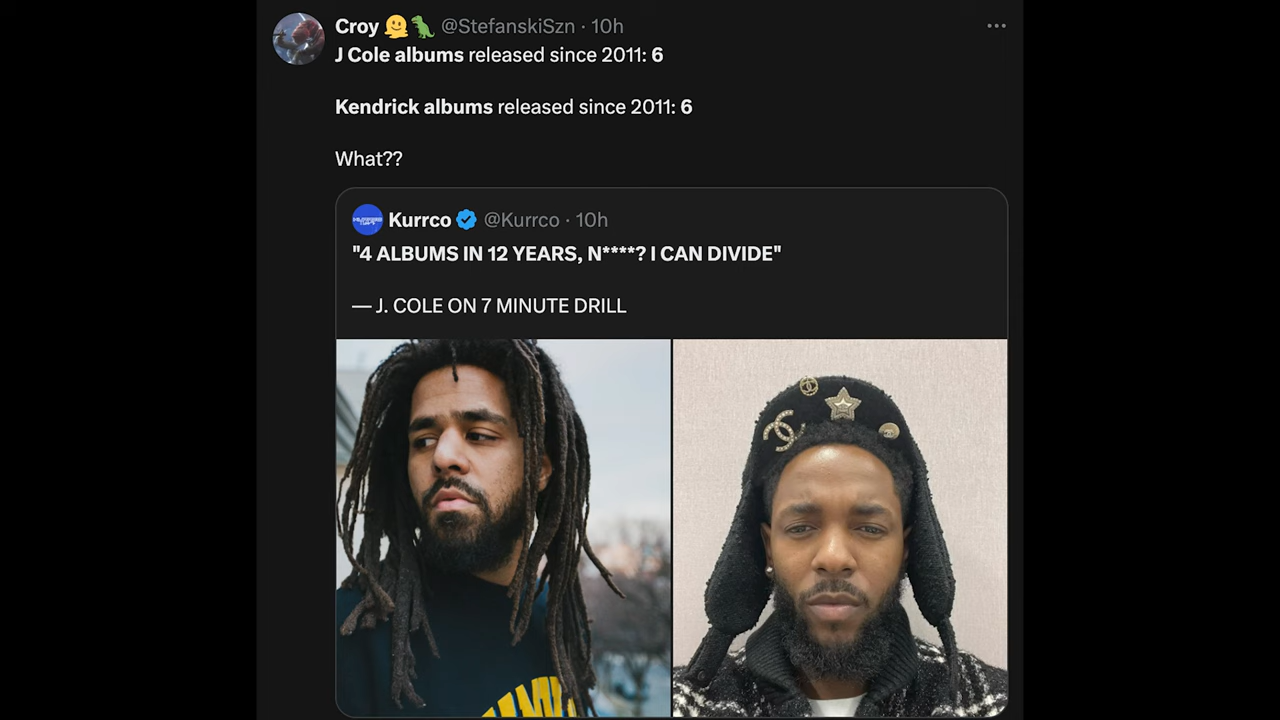 Croy 🫠🦖 @StefanskiSzn · 10h
J Cole albums released since 2011: 6
Kendrick albums released since 2011: 6
What??
Kurrco @Kurrco · 10h
"4 ALBUMS IN 12 YEARS, N****? I CAN DIVIDE"
— J. COLE ON 7 MINUTE DRILL